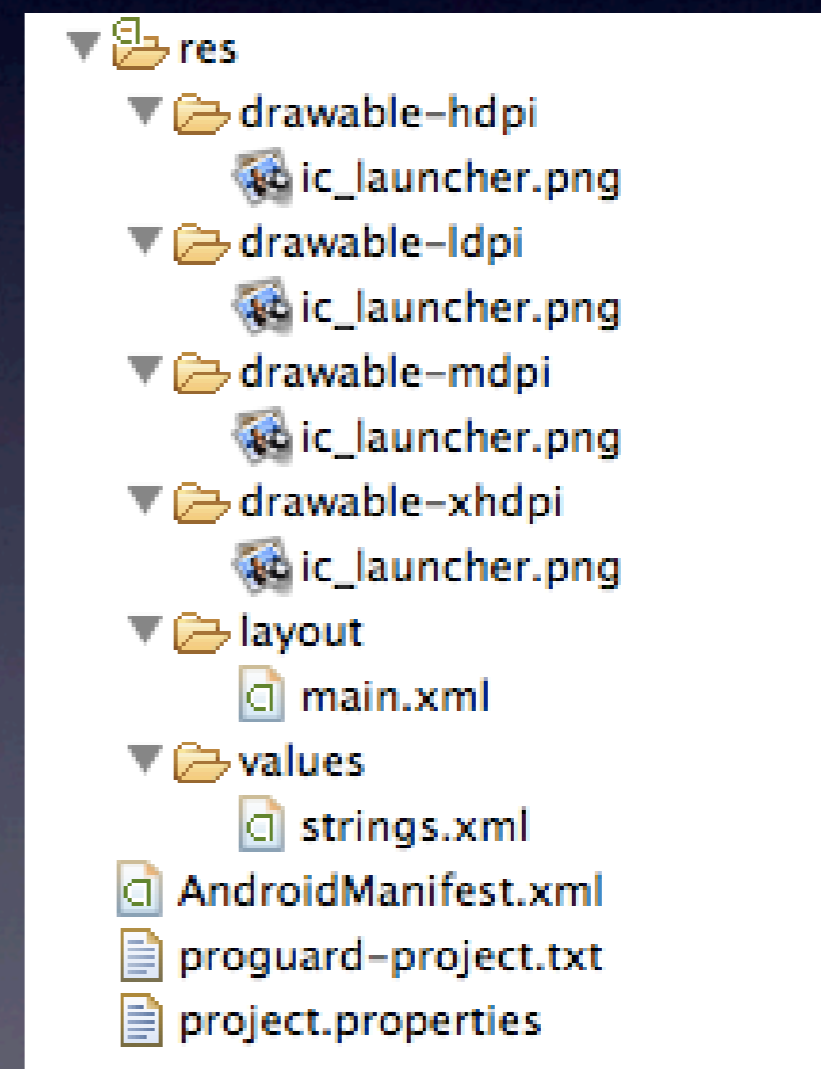 res
drawable-hdpi
ic_launcher.png
drawable-ldpi
ic_launcher.png
drawable-mdpi
ic_launcher.png
drawable-xhdpi
ic_launcher.png
layout
main.xml
values
strings.xml
AndroidManifest.xml
proguard-project.txt
project.properties